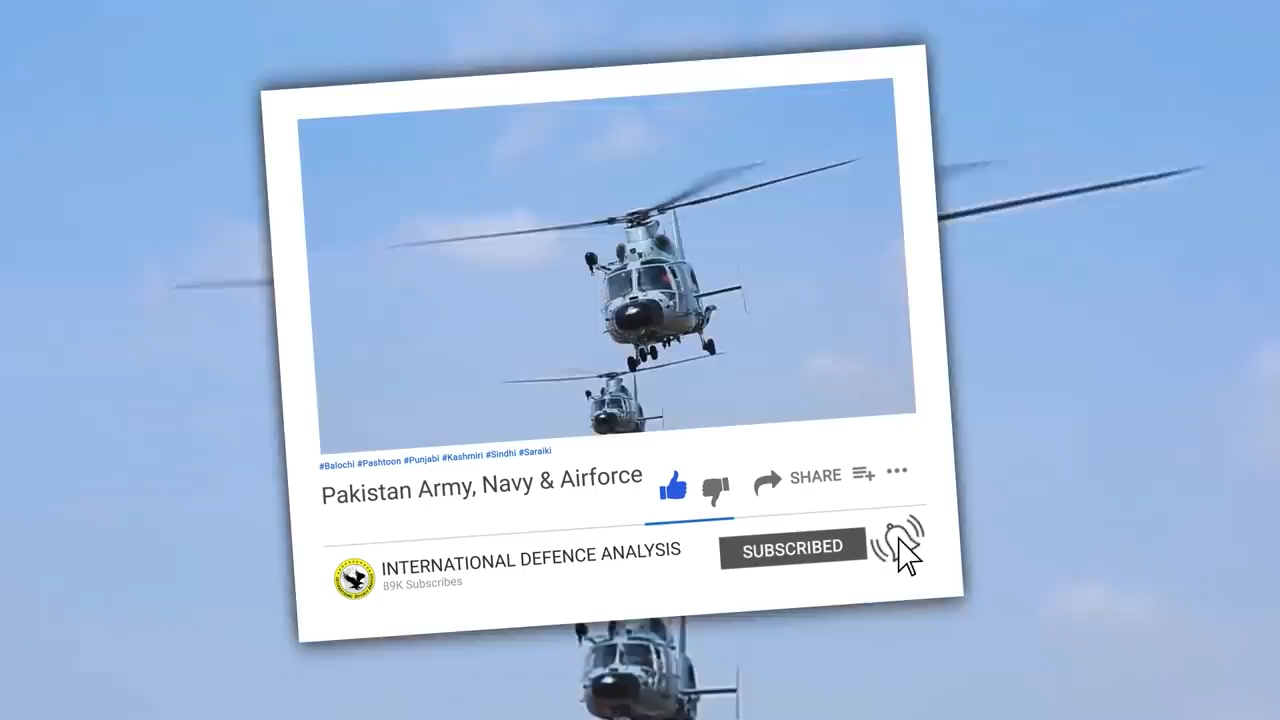 #Balochi #Pashtoon #Punjabi #Kashmiri #Sindhi #Saraiki
Pakistan Army, Navy & Airforce
SHARE
INTERNATIONAL DEFENCE ANALYSIS
89K Subscribes
SUBSCRIBED